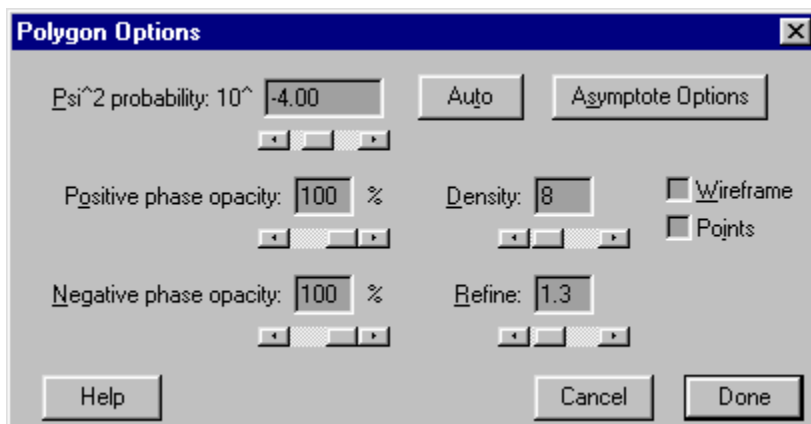 Polygon Options
Psi^2 probability: 10^ -4.00 Auto Asymptote Options
Positive phase opacity: 100 % Density: 8 Wireframe
Points
Negative phase opacity: 100 % Refine: 1.3
Help Cancel Done